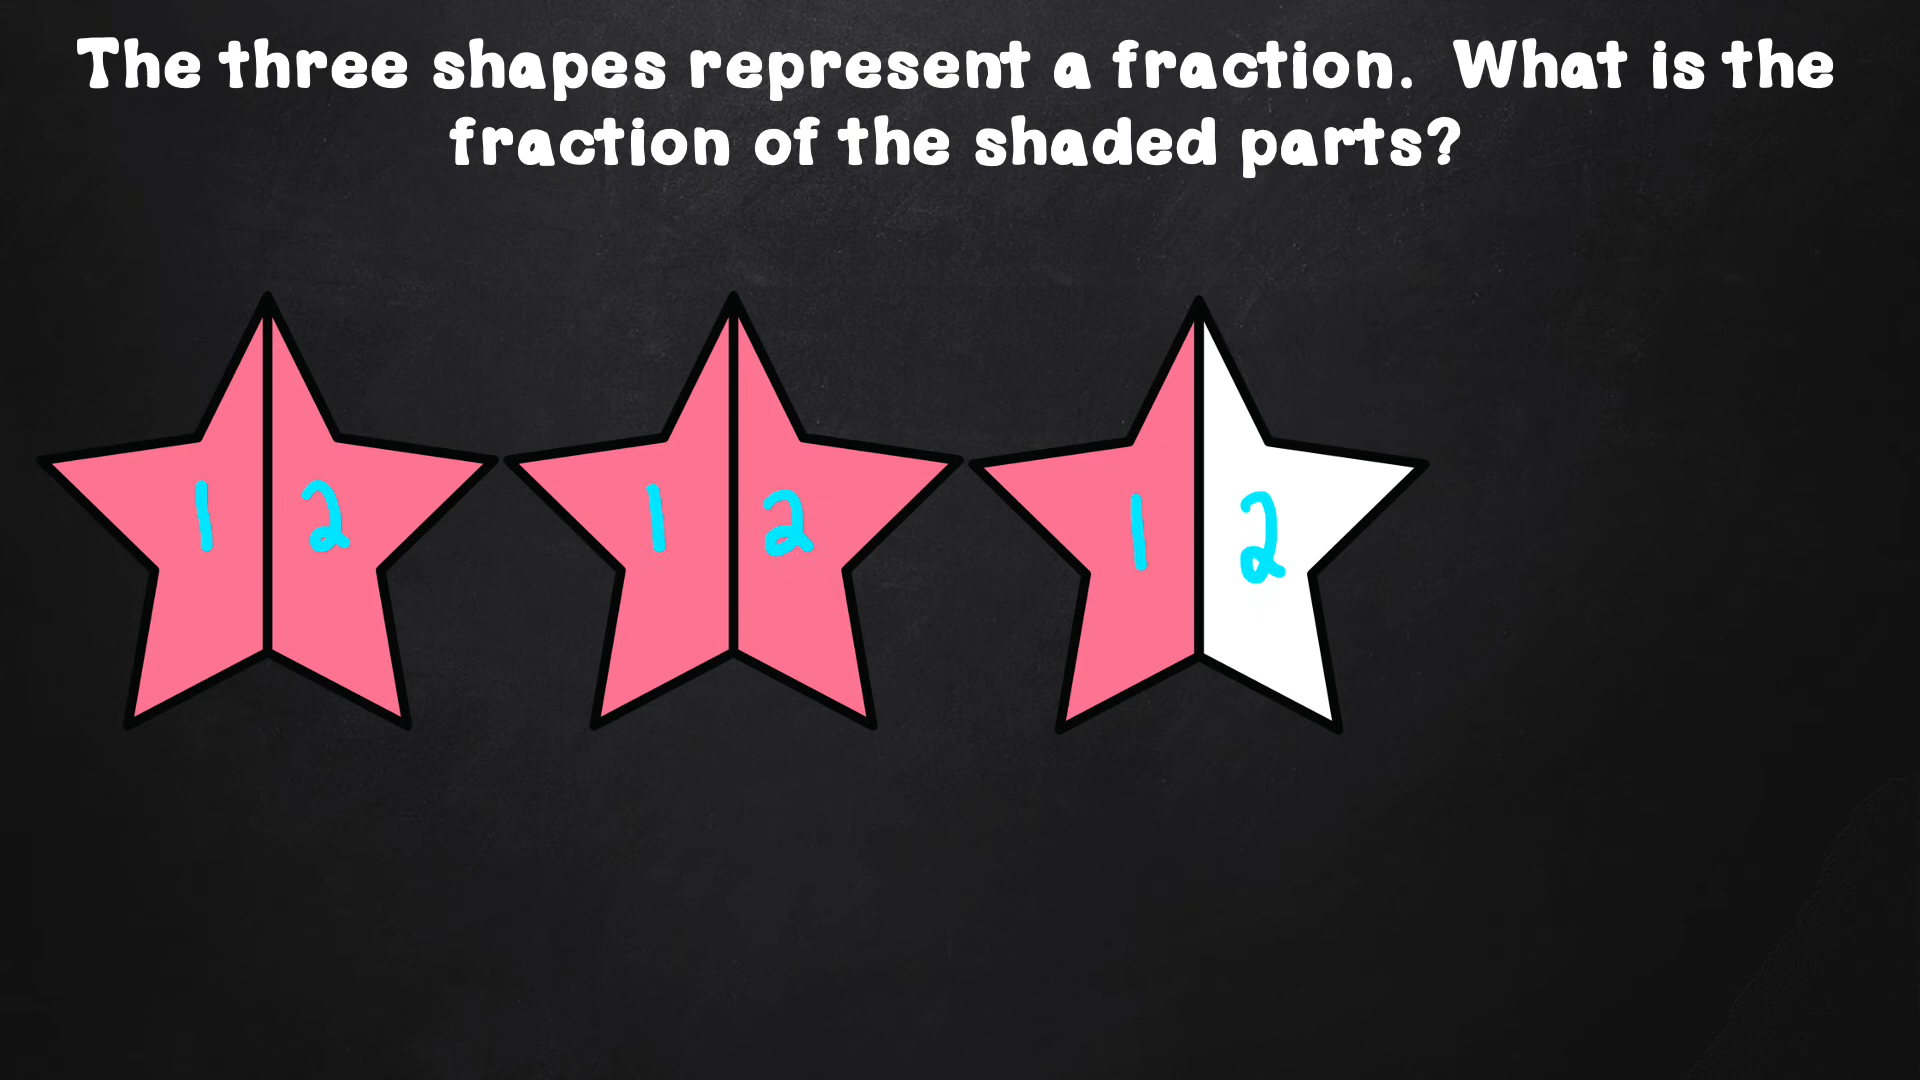 The three shapes represent a fraction. What is the
fraction of the shaded parts?
1 2 1 2 1 2